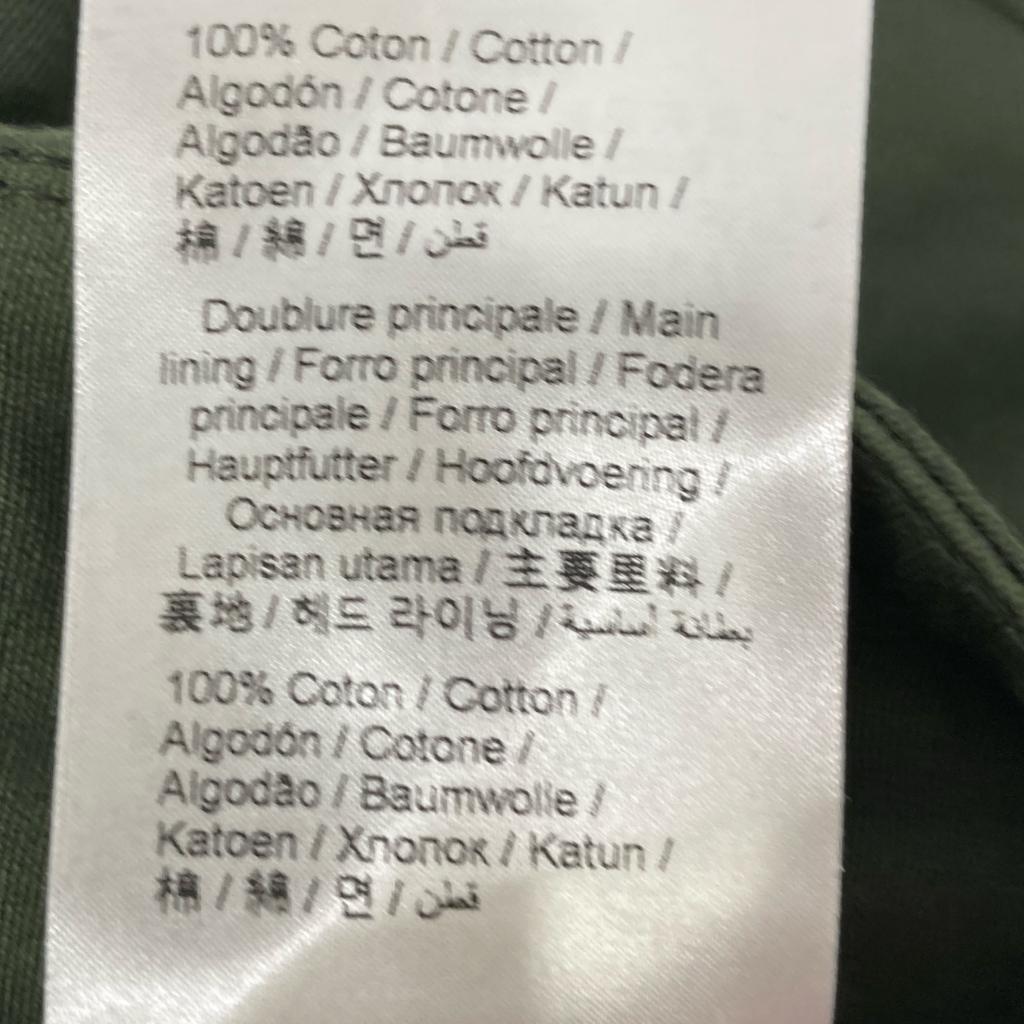 100% Coton / Cotton /
Algodón / Cotone /
Algodão / Baumwolle /
Katoen / Хлопок / Katun /
棉 / 綿 / 면 / قطن
Doublure principale / Main
lining / Forro principal / Fodera
principale / Forro principal /
Hauptfutter / Hoofdvoering /
Основная подкладка /
Lapisan utama / 主要里料 /
裏地 / 헤드 라이닝 / بطانة أساسية
100% Coton / Cotton /
Algodón / Cotone /
Algodão / Baumwolle /
Katoen / Хлопок / Katun /
棉 / 綿 / 면 / قطن